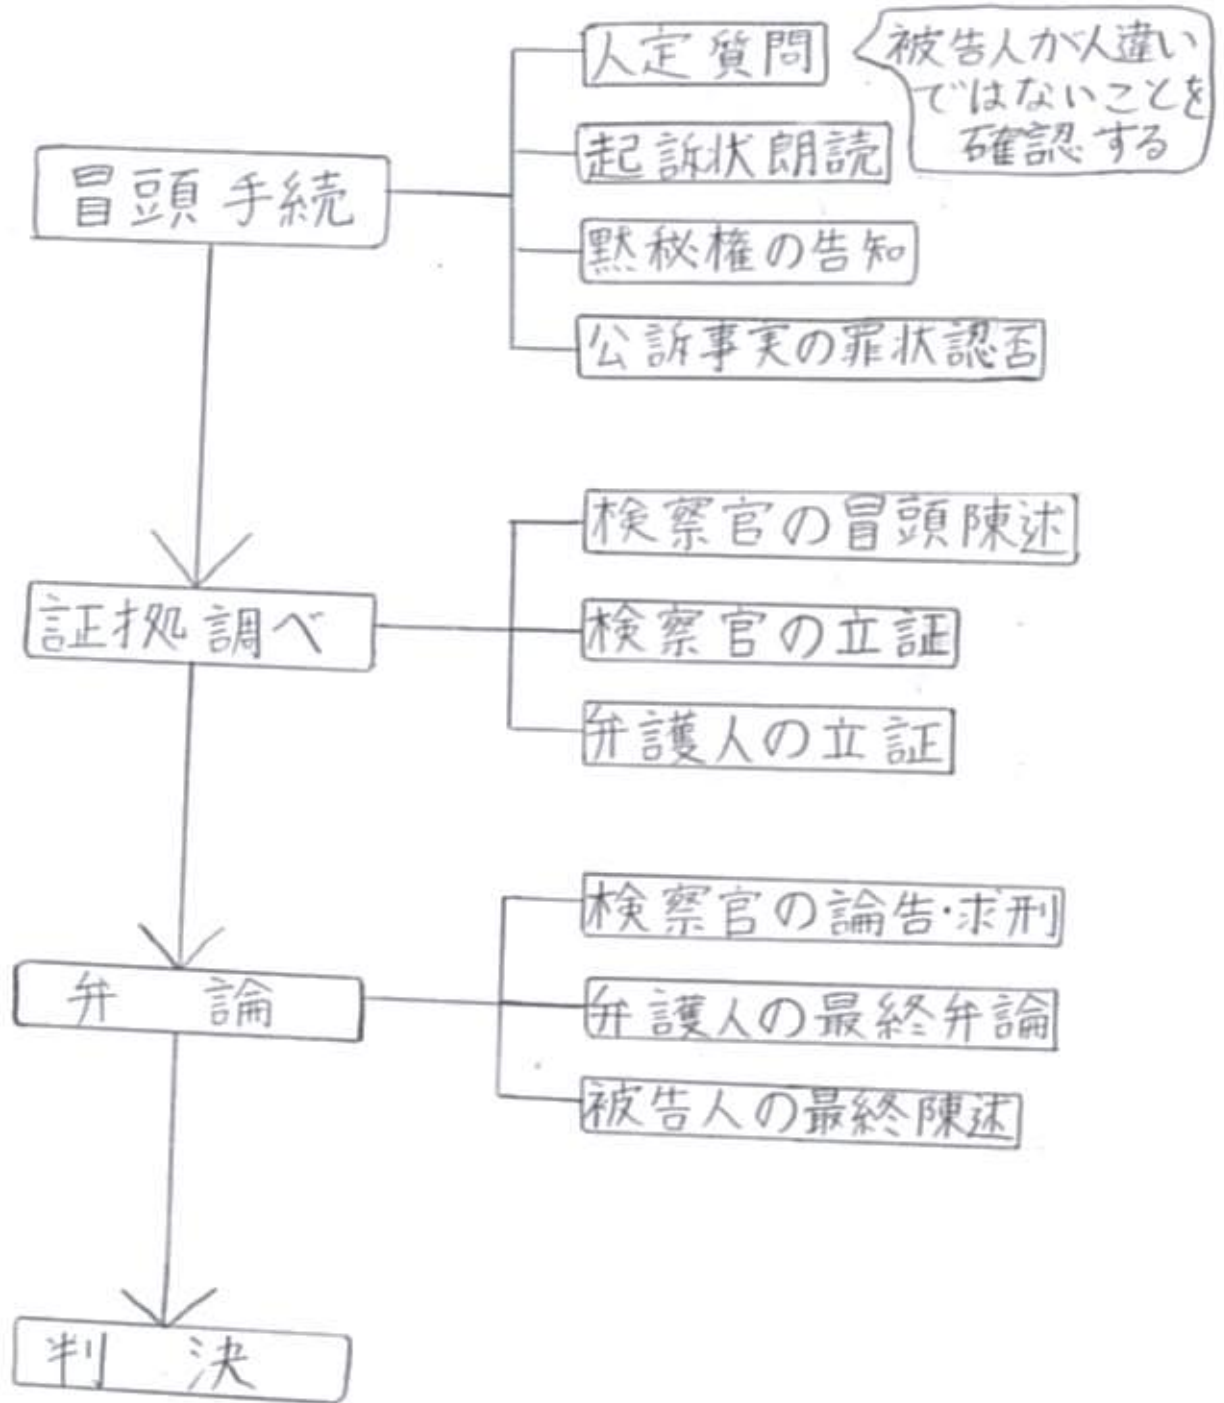 人定質問
被告人が人違い
ではないことを
確認する
起訴状朗読
冒頭手続
黙秘権の告知
公訴事実の罪状認否
検察官の冒頭陳述
証拠調べ
検察官の立証
弁護人の立証
検察官の論告・求刑
弁論
弁護人の最終弁論
被告人の最終陳述
判決